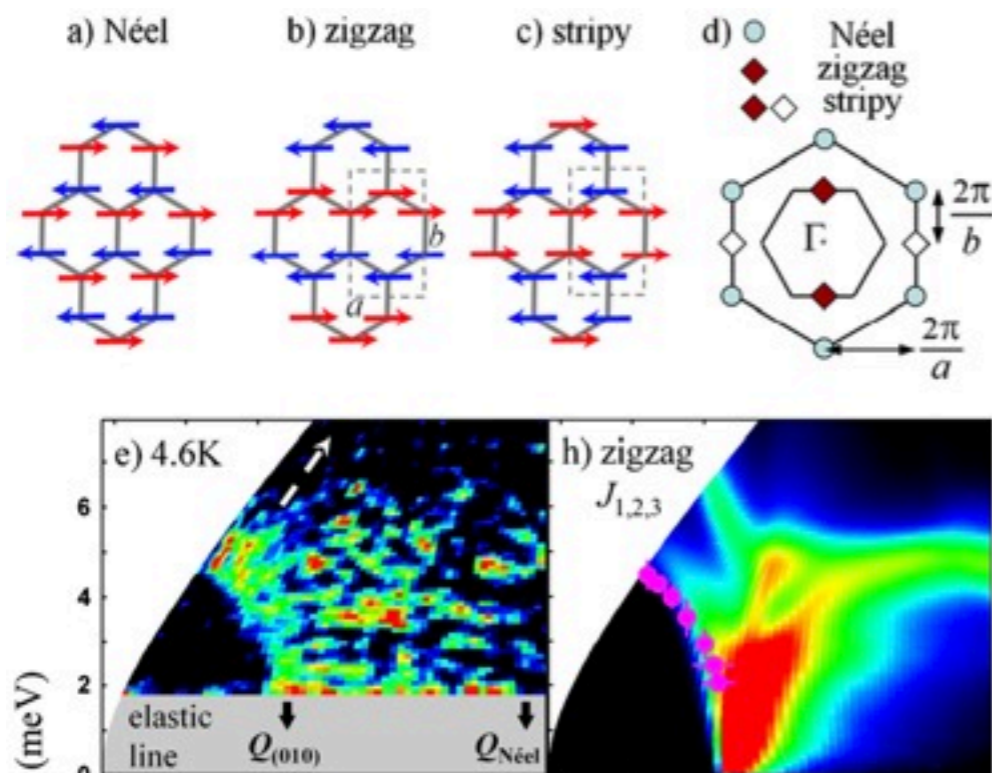 a) Néel
b) zigzag
c) stripy
d)
Néel
zigzag
stripy
a
b
Γ
2π
b
2π
a
e) 4.6K
h) zigzag
J1,2,3
6
4
2
0
(meV)
elastic
line
Q(010)
QNéel